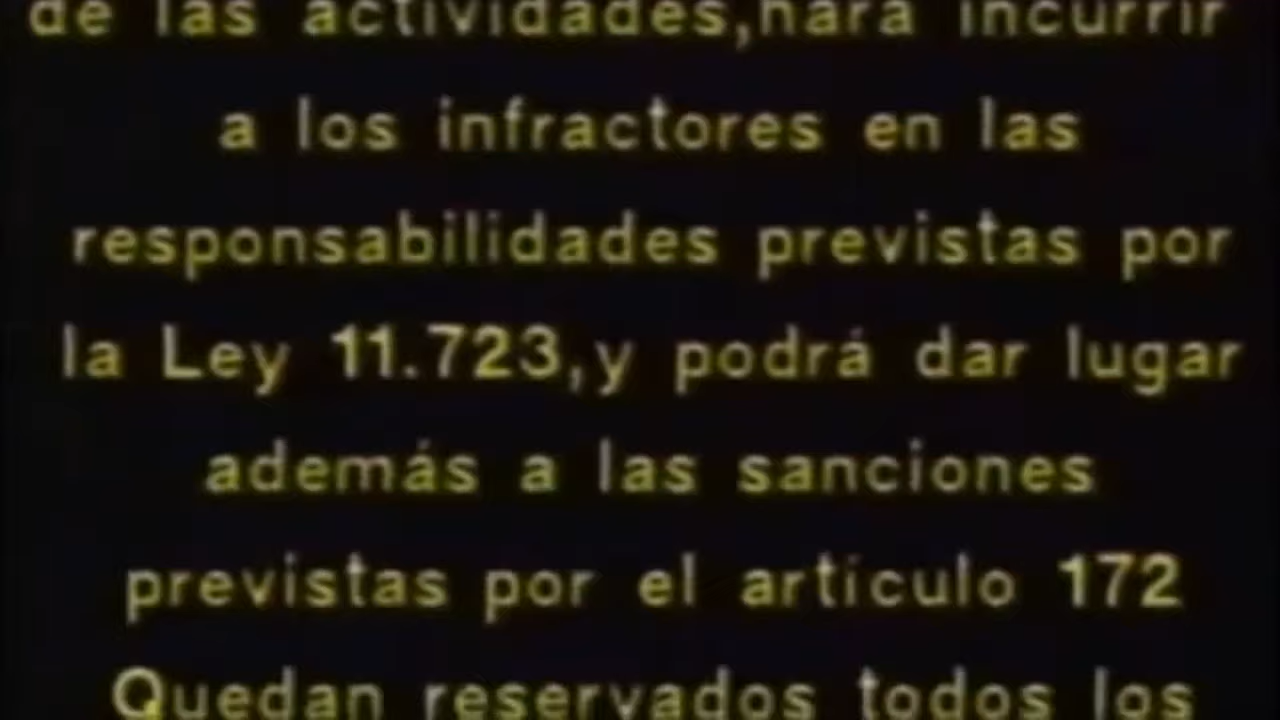 de las actividades,hará incurrir
a los infractores en las
responsabilidades previstas por
la Ley 11.723,y podrá dar lugar
además a las sanciones
previstas por el artículo 172
Quedan reservados todos los